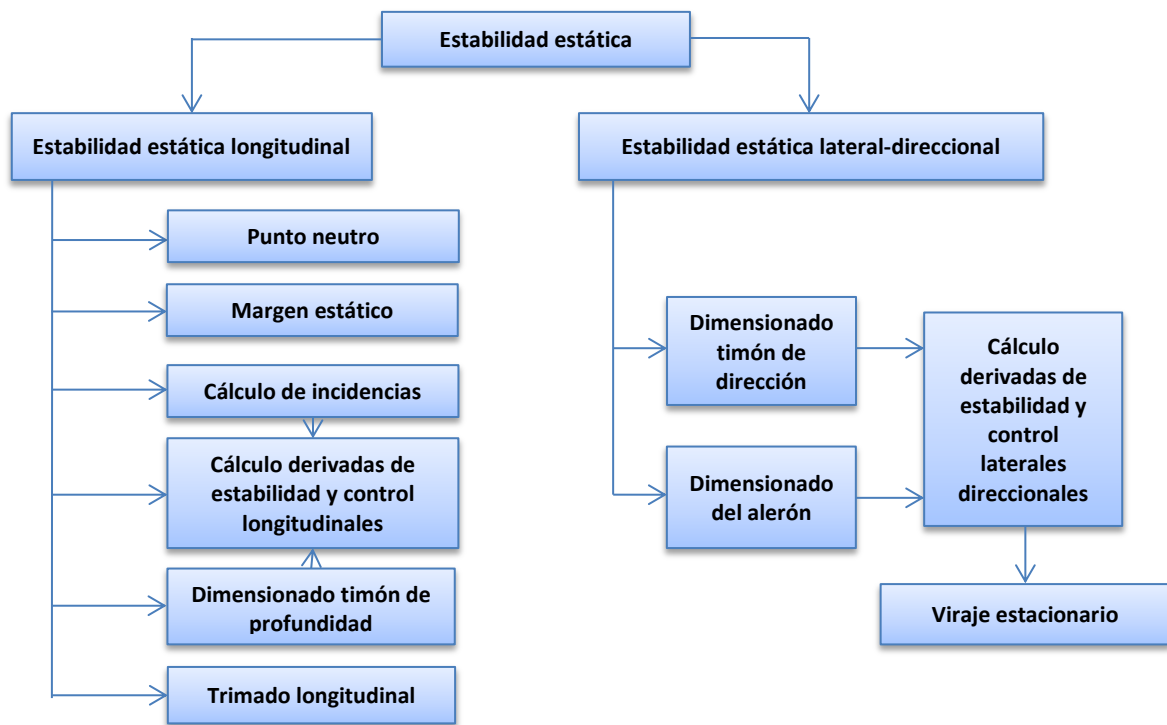 Estabilidad estática
Estabilidad estática longitudinal
Punto neutro
Margen estático
Cálculo de incidencias
Cálculo derivadas de
estabilidad y control
longitudinales
Dimensionado timón de
profundidad
Trimado longitudinal
Estabilidad estática lateral-direccional
Dimensionado
timón de
dirección
Dimensionado
del alerón
Cálculo
derivadas de
estabilidad y
control
laterales
direccionales
Viraje estacionario